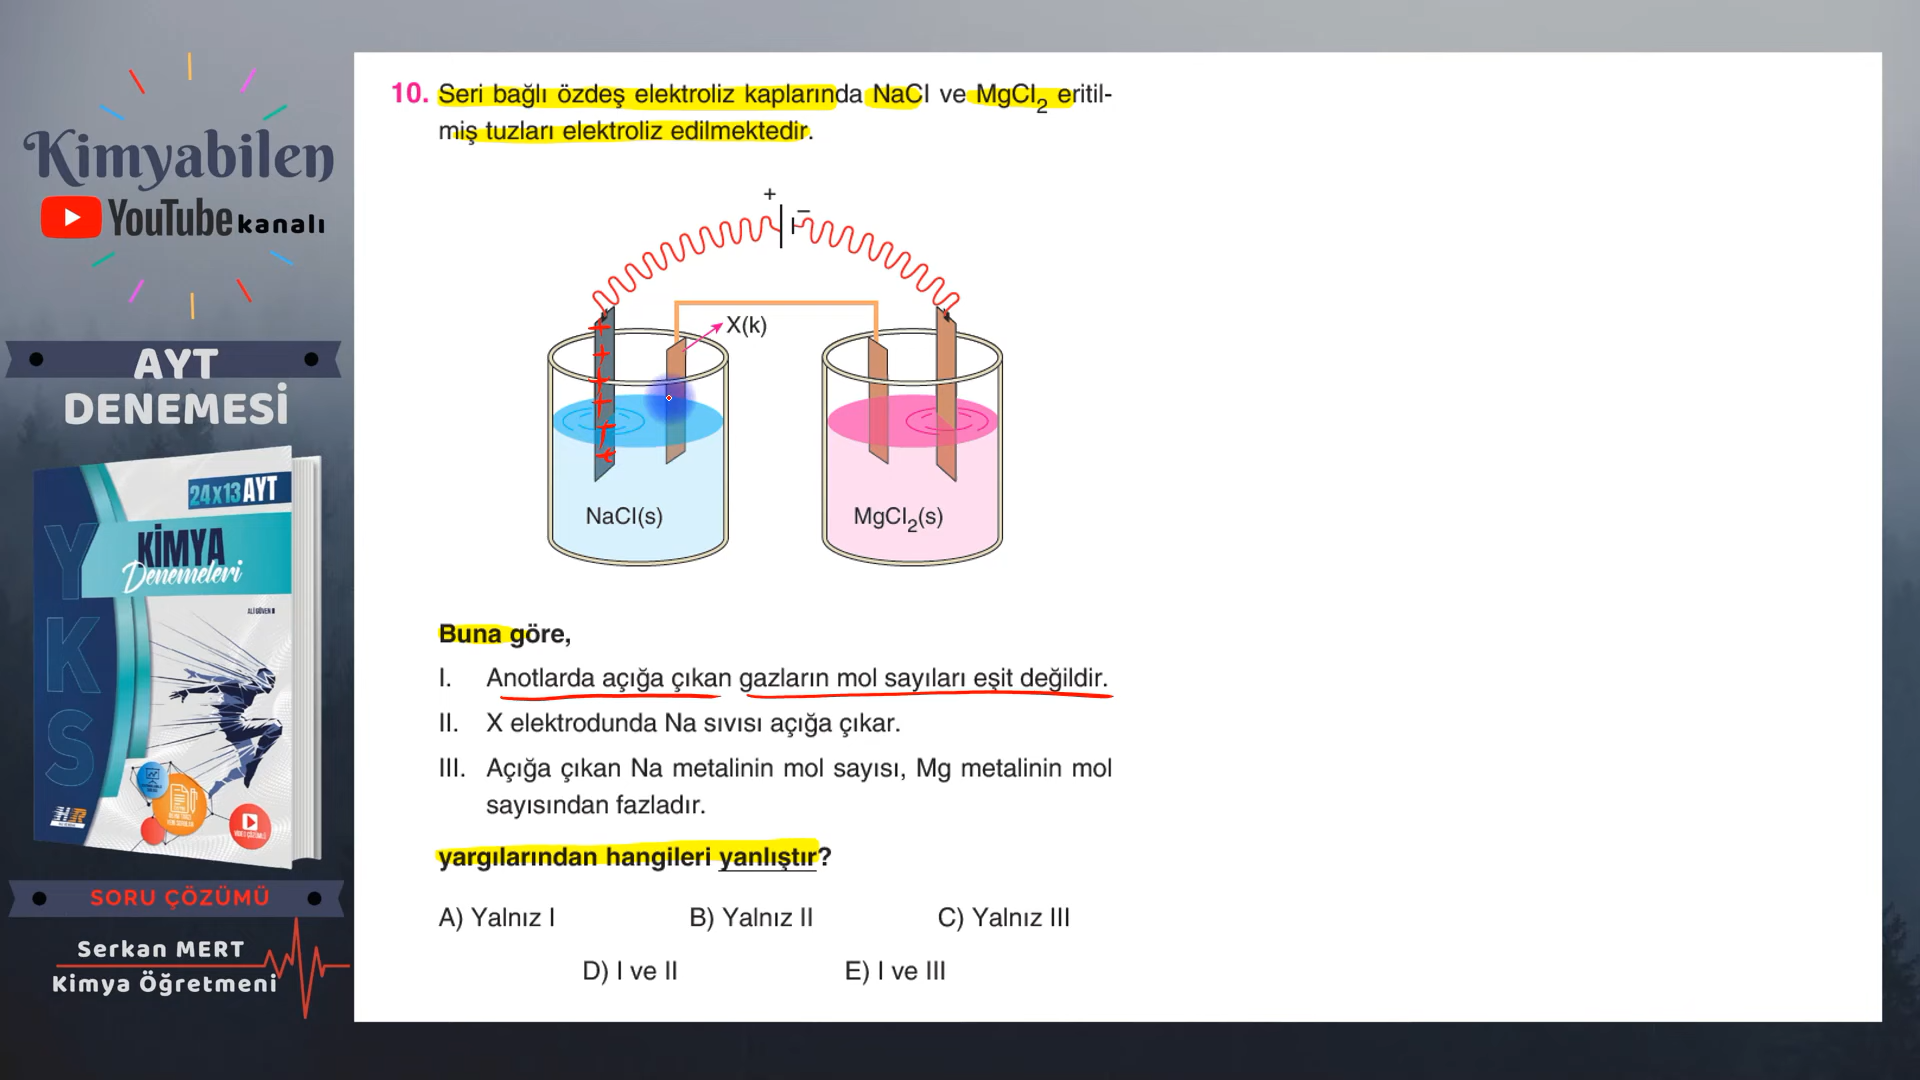 Kimyabilen
YouTube kanalı
AYT
DENEMESİ
24x13 AYT
KİMYA
Denemeleri
ALİ GÜVEN
YKS
SORU ÇÖZÜMÜ
Serkan MERT
Kimya Öğretmeni
10. Seri bağlı özdeş elektroliz kaplarında NaCl ve MgCl₂ eritil-
miş tuzları elektroliz edilmektedir.
+
–
X(k)
NaCl(s)
MgCl₂(s)
Buna göre,
I. Anotlarda açığa çıkan gazların mol sayıları eşit değildir.
II. X elektrodunda Na sıvısı açığa çıkar.
III. Açığa çıkan Na metalinin mol sayısı, Mg metalinin mol
sayısından fazladır.
yargılarından hangileri yanlıştır?
A) Yalnız I
B) Yalnız II
C) Yalnız III
D) I ve II
E) I ve III